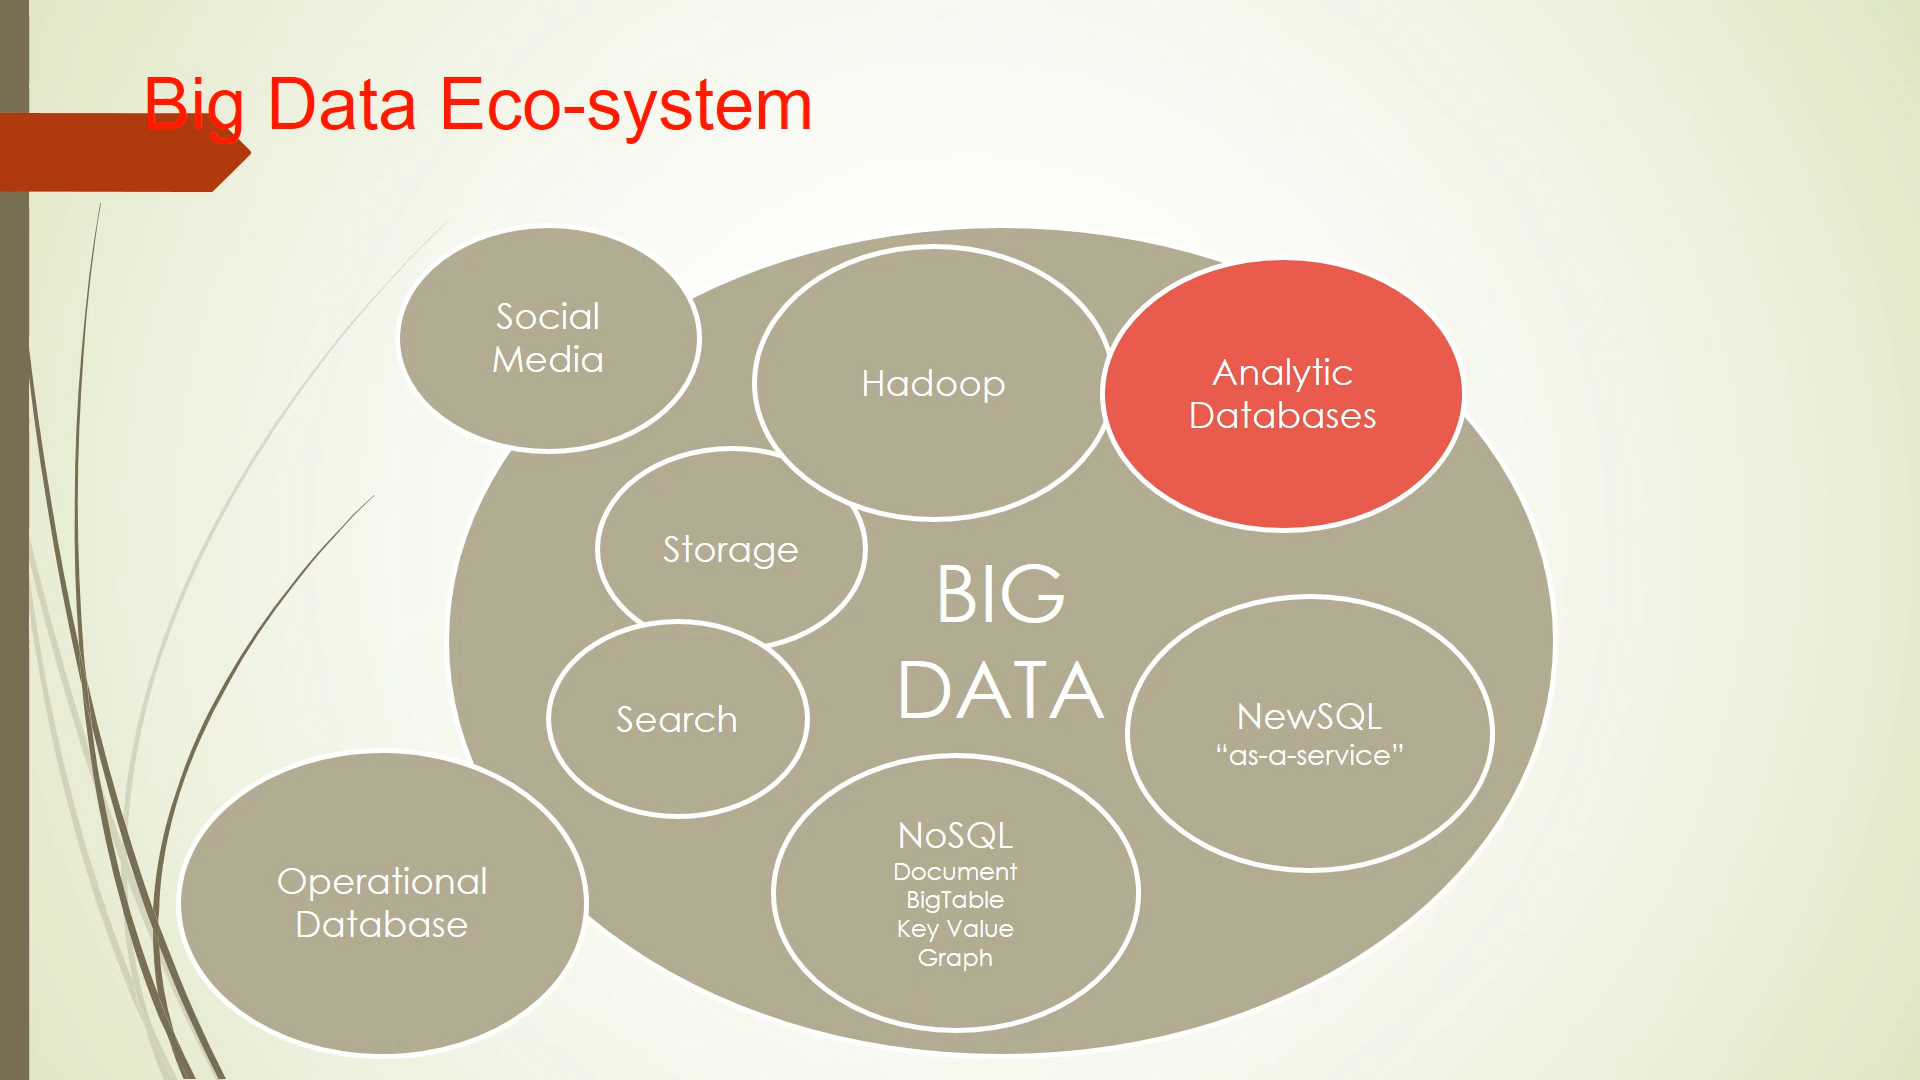 Big Data Eco-system
Social
Media
Hadoop
Analytic
Databases
Storage
BIG
DATA
Search
NewSQL
“as-a-service”
Operational
Database
NoSQL
Document
BigTable
Key Value
Graph